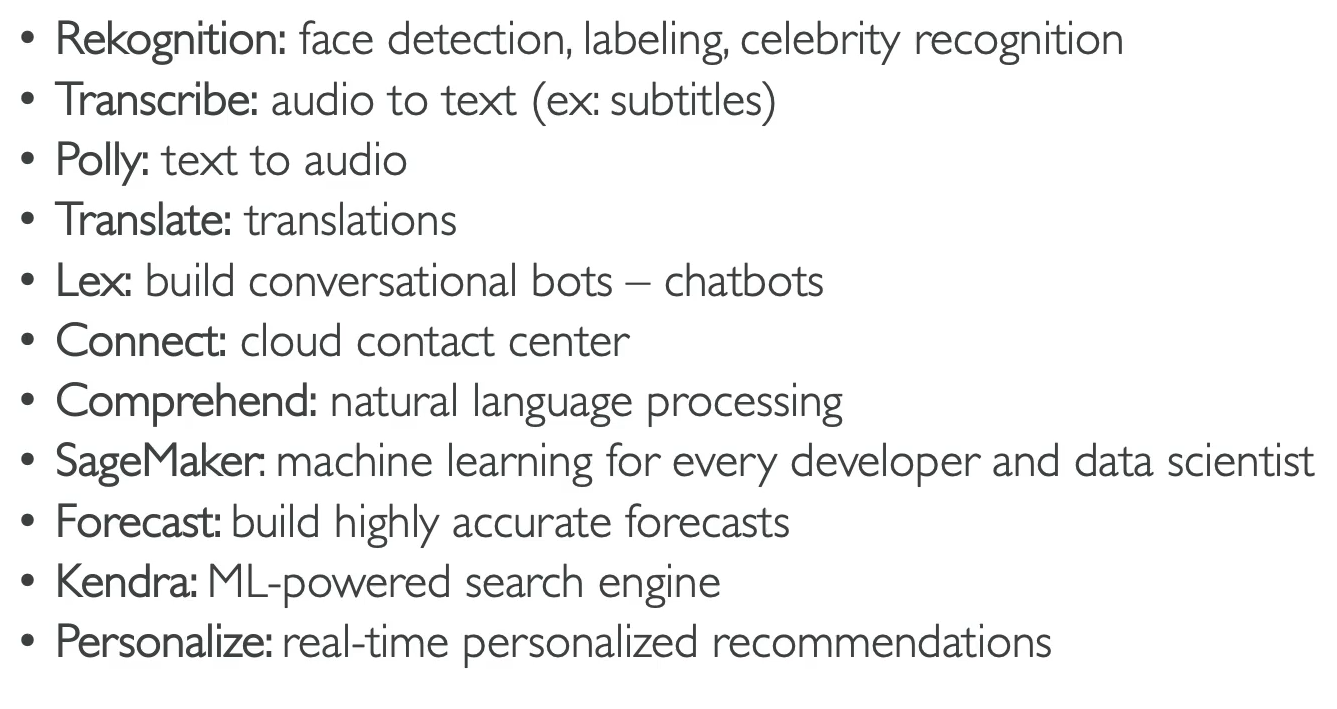 • Rekognition: face detection, labeling, celebrity recognition
• Transcribe: audio to text (ex: subtitles)
• Polly: text to audio
• Translate: translations
• Lex: build conversational bots – chatbots
• Connect: cloud contact center
• Comprehend: natural language processing
• SageMaker: machine learning for every developer and data scientist
• Forecast: build highly accurate forecasts
• Kendra: ML-powered search engine
• Personalize: real-time personalized recommendations